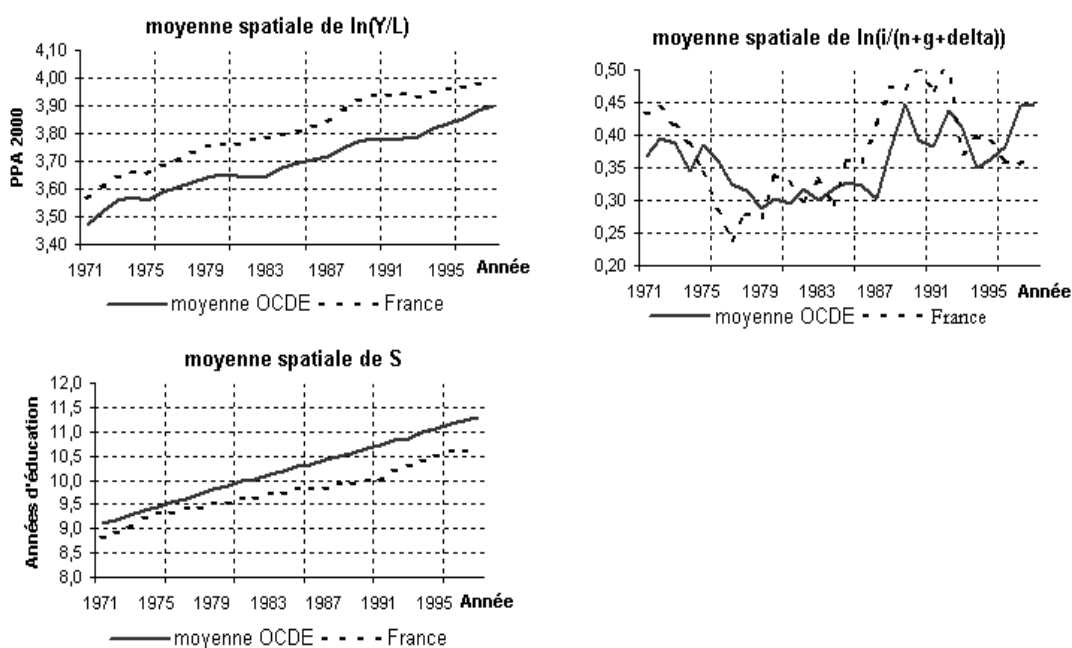 moyenne spatiale de ln(Y/L)
4,10
4,00
3,90
3,80
3,70
3,60
3,50
3,40
PPA 2000
1971 1975 1979 1983 1987 1991 1995 Année
moyenne OCDE France
moyenne spatiale de ln(i/(n+g+delta))
0,50
0,45
0,40
0,35
0,30
0,25
0,20
1971 1975 1979 1983 1987 1991 1995 Année
moyenne OCDE France
moyenne spatiale de S
12,0
11,5
11,0
10,5
10,0
9,5
9,0
8,5
8,0
Années d'éducation
1971 1975 1979 1983 1987 1991 1995 Année
moyenne OCDE France